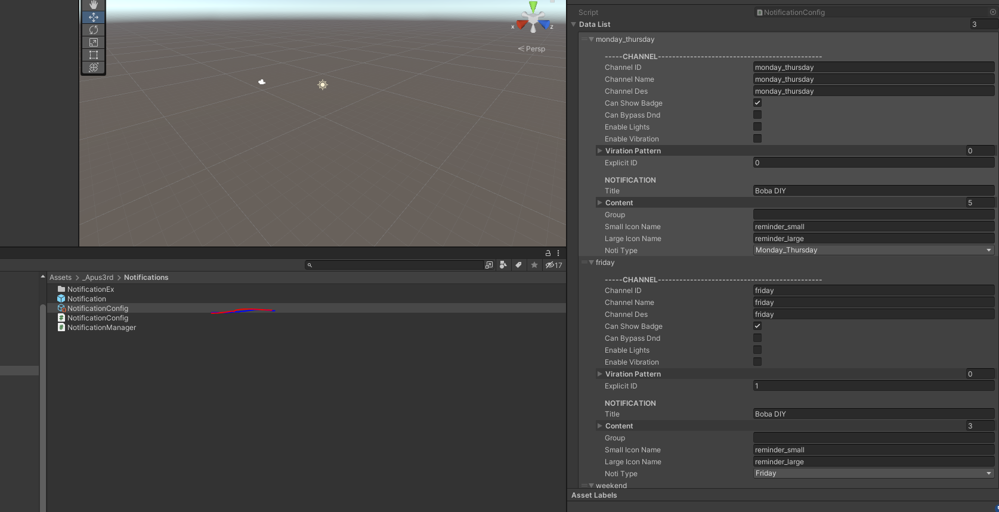 x
z
< Persp
17
Assets > _Apus3rd > Notifications
NotificationEx
Notification
NotificationConfig
NotificationConfig
NotificationManager
Script NotificationConfig
Data List 3
monday_thursday
-----CHANNEL----------------------------------------------
Channel ID monday_thursday
Channel Name monday_thursday
Channel Des monday_thursday
Can Show Badge
Can Bypass Dnd
Enable Lights
Enable Vibration
Viration Pattern 0
Explicit ID 0
NOTIFICATION
Title Boba DIY
Content 5
Group
Small Icon Name reminder_small
Large Icon Name reminder_large
Noti Type Monday_Thursday
friday
-----CHANNEL----------------------------------------------
Channel ID friday
Channel Name friday
Channel Des friday
Can Show Badge
Can Bypass Dnd
Enable Lights
Enable Vibration
Viration Pattern 0
Explicit ID 1
NOTIFICATION
Title Boba DIY
Content 3
Group
Small Icon Name reminder_small
Large Icon Name reminder_large
Noti Type Friday
weekend
Asset Labels